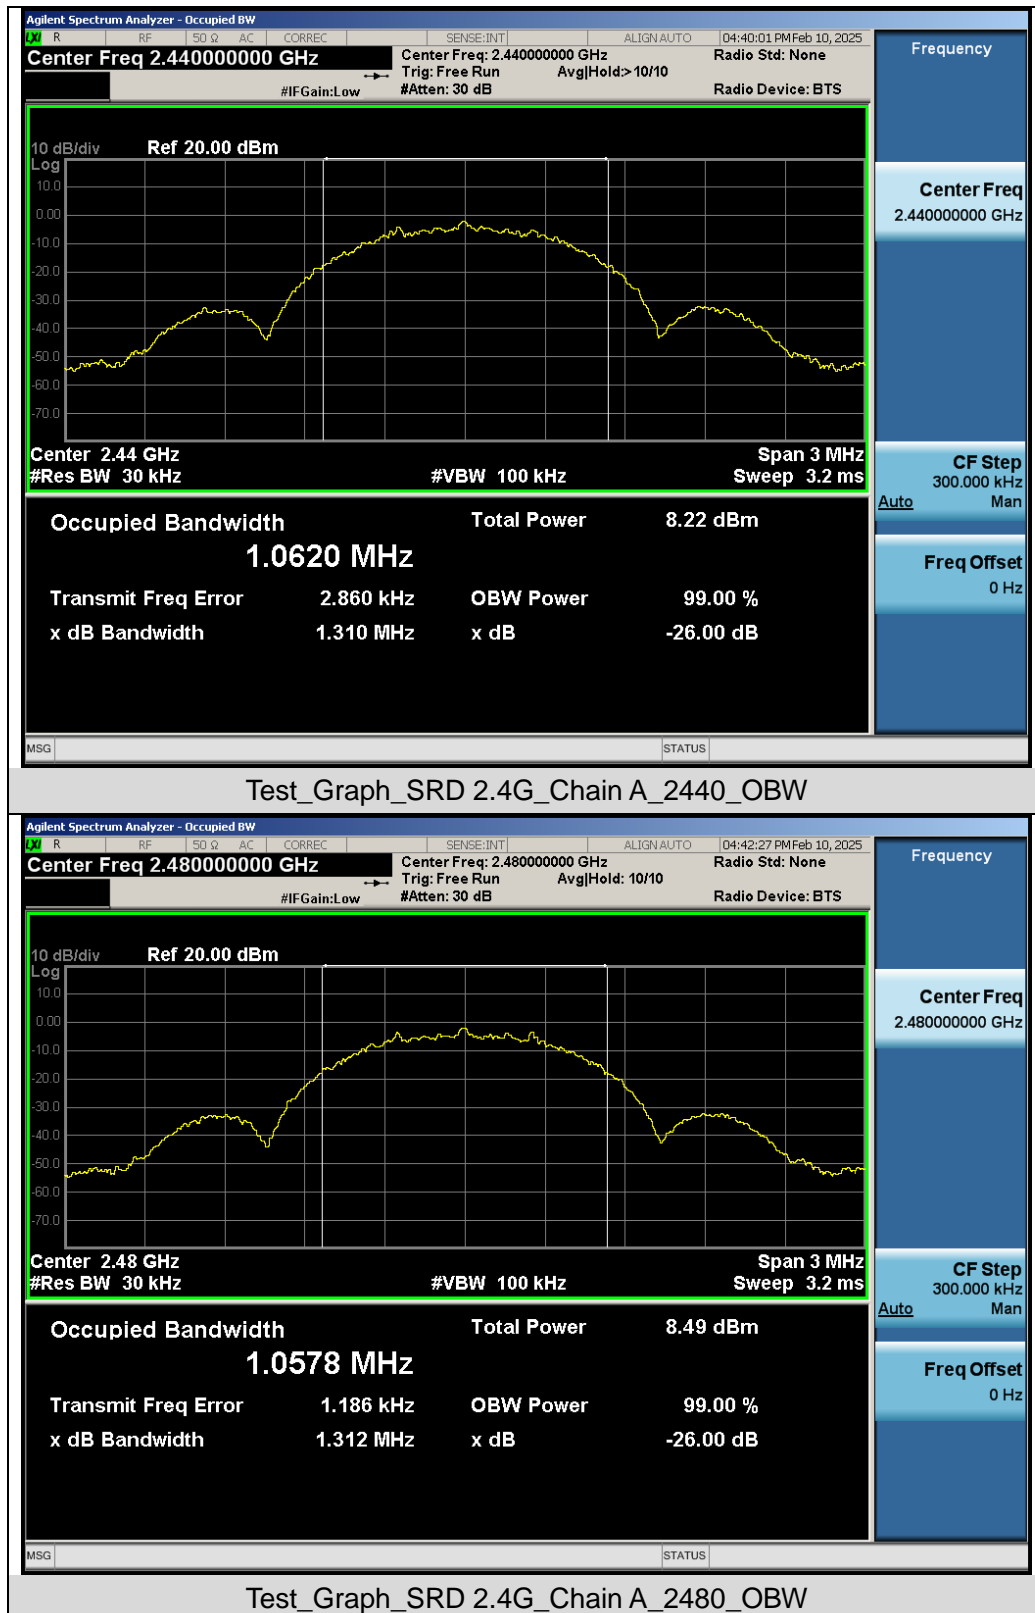 Agilent Spectrum Analyzer - Occupied BW
LXI R RF 50 Ω AC CORREC SENSE:INT ALIGN AUTO 04:40:01 PM Feb 10, 2025
Center Freq 2.440000000 GHz Center Freq: 2.440000000 GHz Radio Std: None Frequency
Trig: Free Run Avg|Hold:> 10/10
#IFGain:Low #Atten: 30 dB Radio Device: BTS
10 dB/div Ref 20.00 dBm
Log
10.0
0.00
-10.0
-20.0
-30.0
-40.0
-50.0
-60.0
-70.0
Center Freq
2.440000000 GHz
Center 2.44 GHz Span 3 MHz
#Res BW 30 kHz #VBW 100 kHz Sweep 3.2 ms
CF Step
300.000 kHz
Auto Man
Occupied Bandwidth Total Power 8.22 dBm
1.0620 MHz
Freq Offset
0 Hz
Transmit Freq Error 2.860 kHz OBW Power 99.00 %
x dB Bandwidth 1.310 MHz x dB -26.00 dB
MSG STATUS
Test_Graph_SRD 2.4G_Chain A_2440_OBW
Agilent Spectrum Analyzer - Occupied BW
LXI R RF 50 Ω AC CORREC SENSE:INT ALIGN AUTO 04:42:27 PM Feb 10, 2025
Center Freq 2.480000000 GHz Center Freq: 2.480000000 GHz Radio Std: None Frequency
Trig: Free Run Avg|Hold: 10/10
#IFGain:Low #Atten: 30 dB Radio Device: BTS
10 dB/div Ref 20.00 dBm
Log
10.0
0.00
-10.0
-20.0
-30.0
-40.0
-50.0
-60.0
-70.0
Center Freq
2.480000000 GHz
Center 2.48 GHz Span 3 MHz
#Res BW 30 kHz #VBW 100 kHz Sweep 3.2 ms
CF Step
300.000 kHz
Auto Man
Occupied Bandwidth Total Power 8.49 dBm
1.0578 MHz
Freq Offset
0 Hz
Transmit Freq Error 1.186 kHz OBW Power 99.00 %
x dB Bandwidth 1.312 MHz x dB -26.00 dB
MSG STATUS
Test_Graph_SRD 2.4G_Chain A_2480_OBW